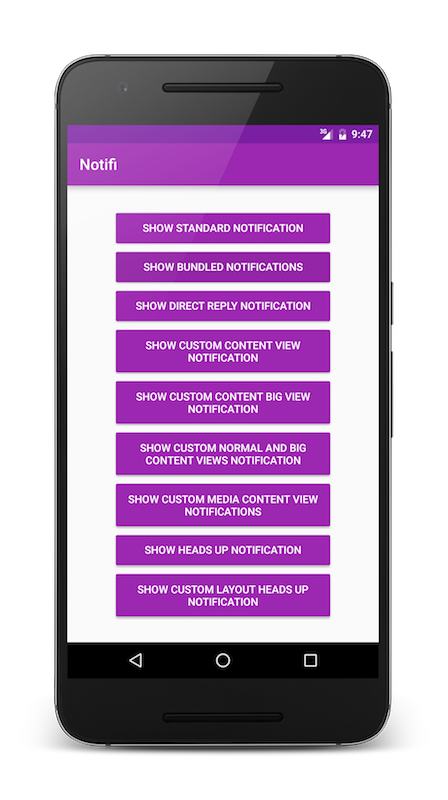 3G 9:47
Notifi
SHOW STANDARD NOTIFICATION
SHOW BUNDLED NOTIFICATIONS
SHOW DIRECT REPLY NOTIFICATION
SHOW CUSTOM CONTENT VIEW
NOTIFICATION
SHOW CUSTOM CONTENT BIG VIEW
NOTIFICATION
SHOW CUSTOM NORMAL AND BIG
CONTENT VIEWS NOTIFICATION
SHOW CUSTOM MEDIA CONTENT VIEW
NOTIFICATIONS
SHOW HEADS UP NOTIFICATION
SHOW CUSTOM LAYOUT HEADS UP
NOTIFICATION